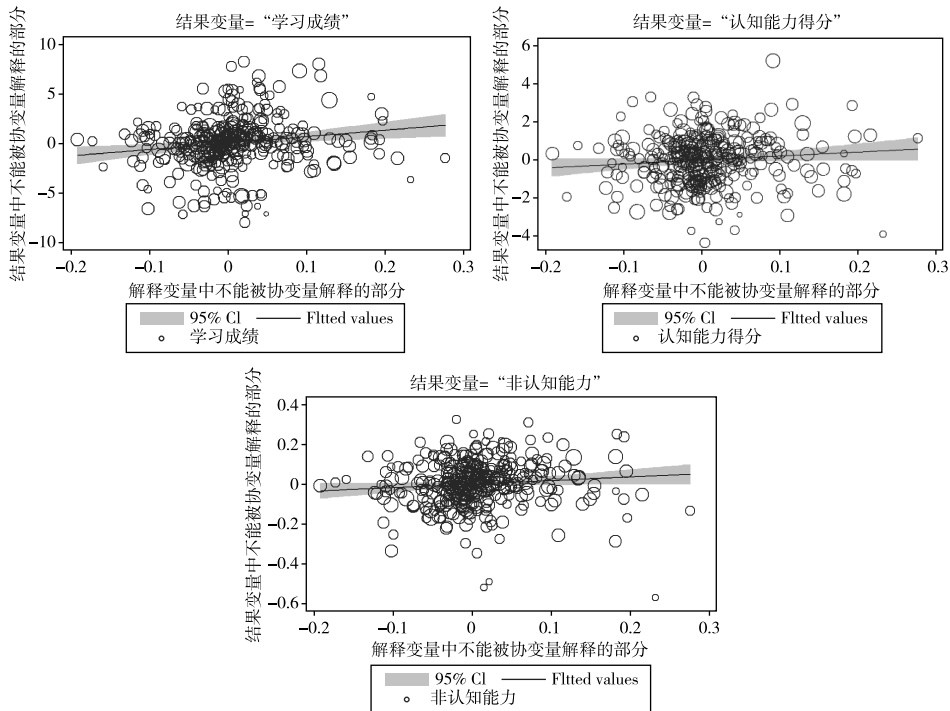 结果变量=“学习成绩”
结果变量中不能被协变量解释的部分
10
5
0
−5
−10
−0.2 −0.1 0 0.1 0.2 0.3
解释变量中不能被协变量解释的部分
95% Cl Fltted values
学习成绩
结果变量=“认知能力得分”
结果变量中不能被协变量解释的部分
6
4
2
0
−2
−4
−0.2 −0.1 0 0.1 0.2 0.3
解释变量中不能被协变量解释的部分
95% Cl Fltted values
认知能力得分
结果变量=“非认知能力”
结果变量中不能被协变量解释的部分
0.4
0.2
0
−0.2
−0.4
−0.6
−0.2 −0.1 0 0.1 0.2 0.3
解释变量中不能被协变量解释的部分
95% Cl Fltted values
非认知能力